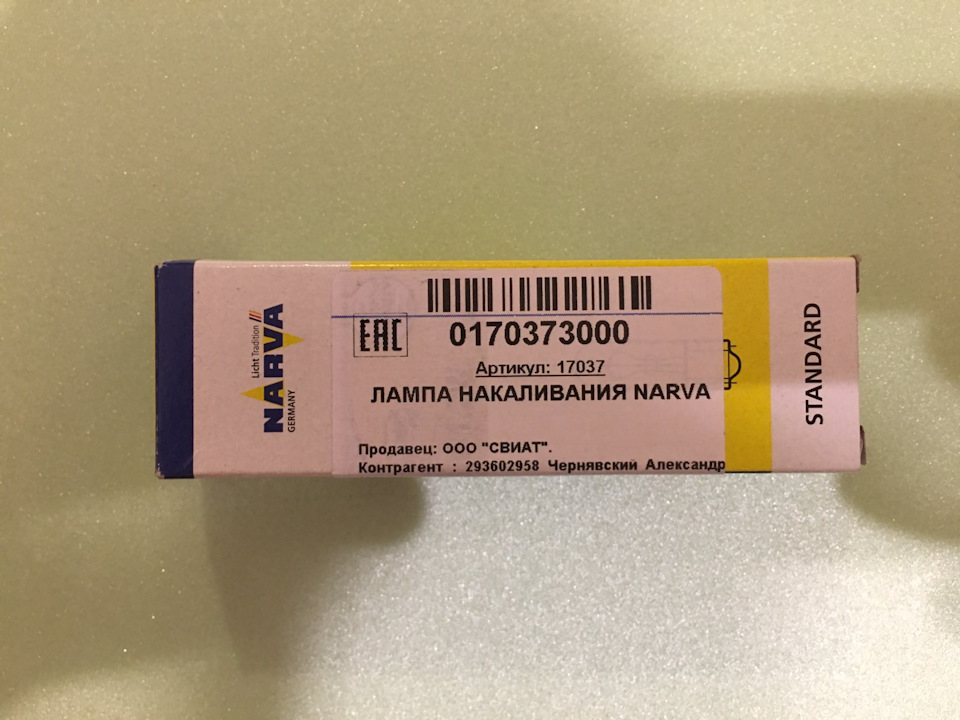 Licht Tradition
NARVA
GERMANY
EAC
0170373000
Артикул: 17037
ЛАМПА НАКАЛИВАНИЯ NARVA
Продавец: ООО "СВИАТ".
Контрагент : 293602958 Чернявский Александр
STANDARD